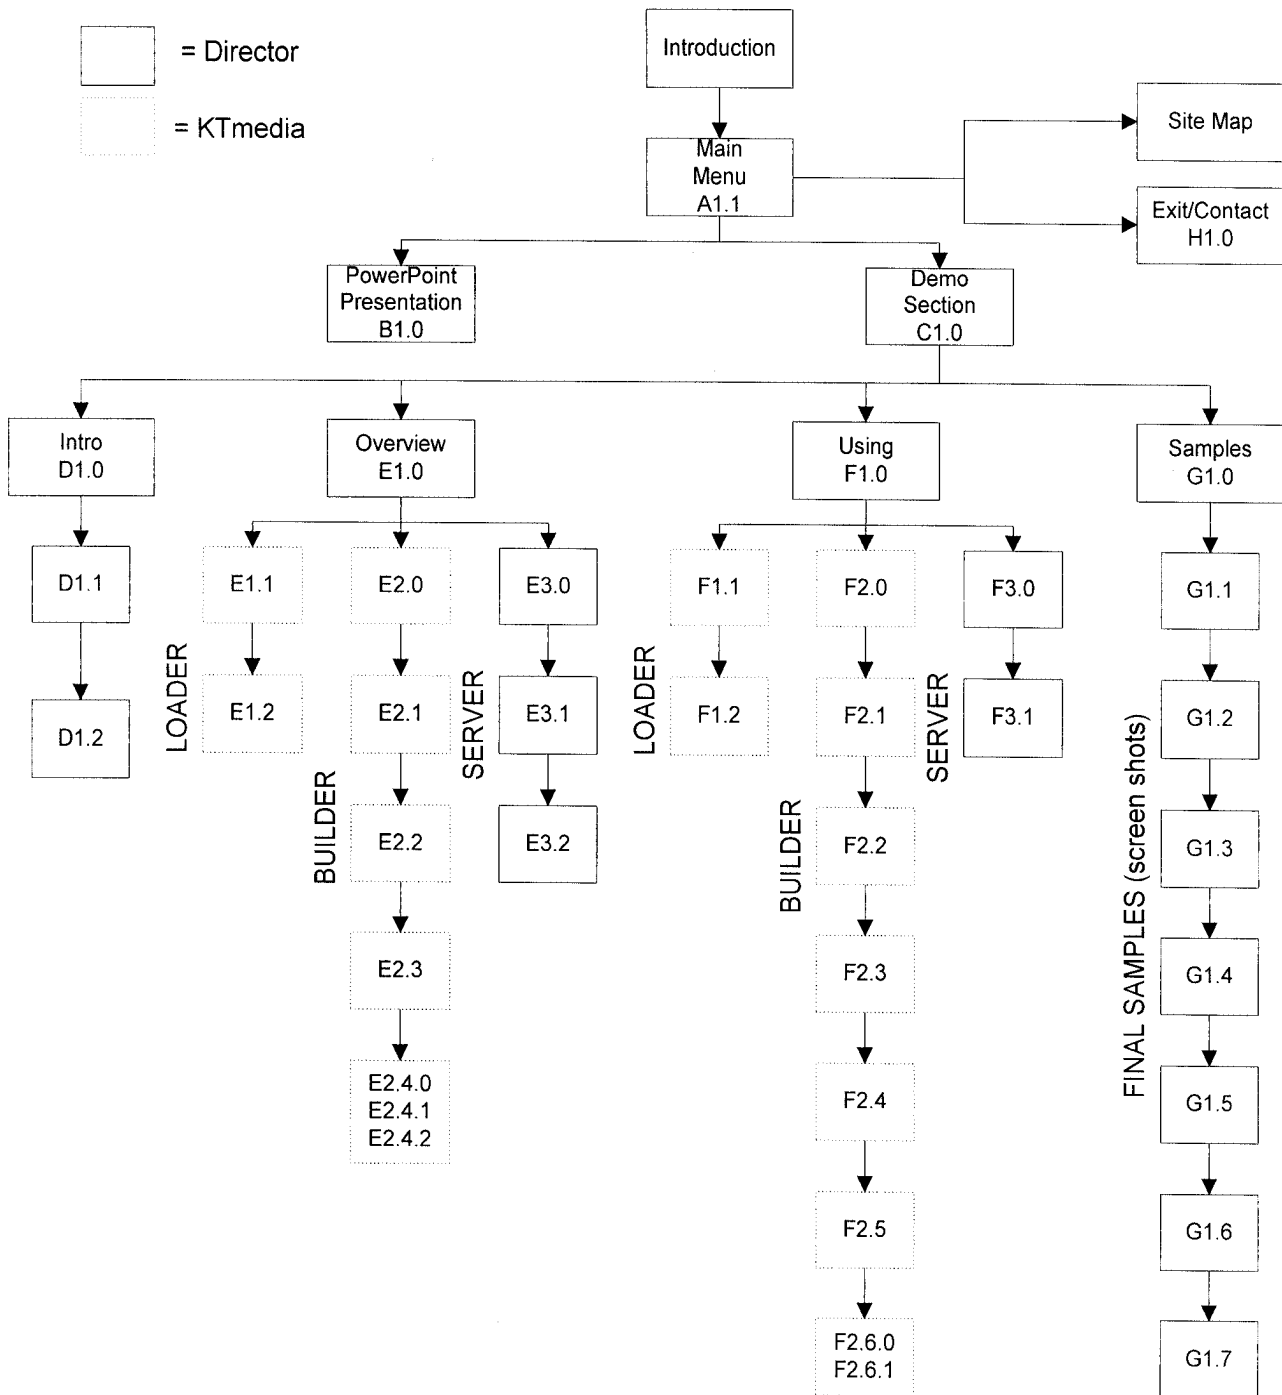 = Director
= KTmedia
Introduction
Main
Menu
A1.1
Site Map
Exit/Contact
H1.0
PowerPoint
Presentation
B1.0
Demo
Section
C1.0
Intro
D1.0
Overview
E1.0
Using
F1.0
Samples
G1.0
D1.1
D1.2
LOADER
E1.1
E1.2
BUILDER
E2.0
E2.1
E2.2
E2.3
E2.4.0
E2.4.1
E2.4.2
SERVER
E3.0
E3.1
E3.2
LOADER
F1.1
F1.2
BUILDER
F2.0
F2.1
F2.2
F2.3
F2.4
F2.5
F2.6.0
F2.6.1
SERVER
F3.0
F3.1
FINAL SAMPLES (screen shots)
G1.1
G1.2
G1.3
G1.4
G1.5
G1.6
G1.7